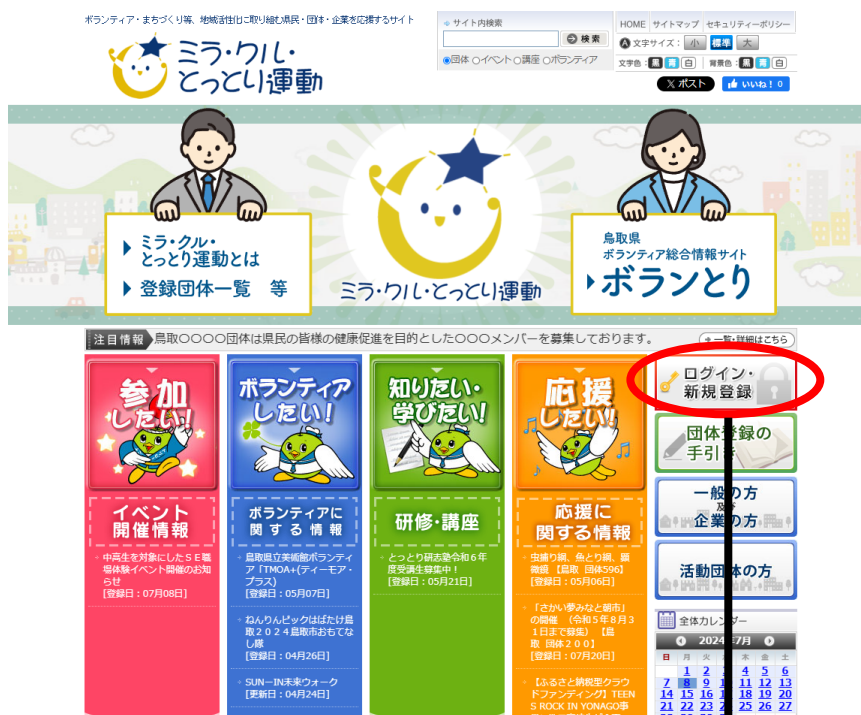 ボランティア・まちづくり等、地域活性化に取り組む県民・団体・企業を応援するサイト
ミラ・クル・
とっとり運動
サイト内検索
検索
団体 イベント 講座 ボランティア
HOME サイトマップ セキュリティーポリシー
A 文字サイズ： 小 標準 大
文字色：黒 青 白 背景色：黒 青 白
X ポスト
いいね！ 0
ミラ・クル・
とっとり運動とは
登録団体一覧 等
ミラ・クル・とっとり運動
鳥取県
ボランティア総合情報サイト
ボランとり
注目情報
鳥取〇〇〇〇団体は県民の皆様の健康促進を目的とした〇〇〇メンバーを募集しております。
一覧・詳細はこちら
参加
したい!
イベント
開催情報
中高生を対象にしたＳＥ職
場体験イベント開催のお知
らせ
[登録日：07月08日]
ボランティア
したい!
ボランティアに
関する情報
鳥取県立美術館ボランティ
ア「TMOA+(ティーモア・
プラス)
[登録日：05月07日]
ねんりんピックはばたけ鳥
取２０２４鳥取市おもてな
し隊
[登録日：04月26日]
SUN－IN未来ウォーク
[更新日：04月24日]
知りたい・
学びたい!
研修・講座
とっとり研志塾令和６年
度受講生募集中！
[登録日：05月21日]
応援
したい!!
応援に
関する情報
虫捕り網、魚とり網、顕
微鏡 【鳥取 団体596】
[登録日：05月06日]
「さかい夢みなと朝市」
の開催 （令和５年８月３
１日まで募集） 【鳥
取 団体２００】
[登録日：07月20日]
【ふるさと納税型クラウ
ドファンディング】TEEN
S ROCK IN YONAGO事
ログイン・
新規登録
団体登録の
手引き
一般の方
及び
企業の方
活動団体の方
全体カレンダー
2024年7月
日 月 火 木 金 土
1 2 4 5 6
7 8 9 11 12 13
14 15 16 18 19 20
21 22 23 25 26 27